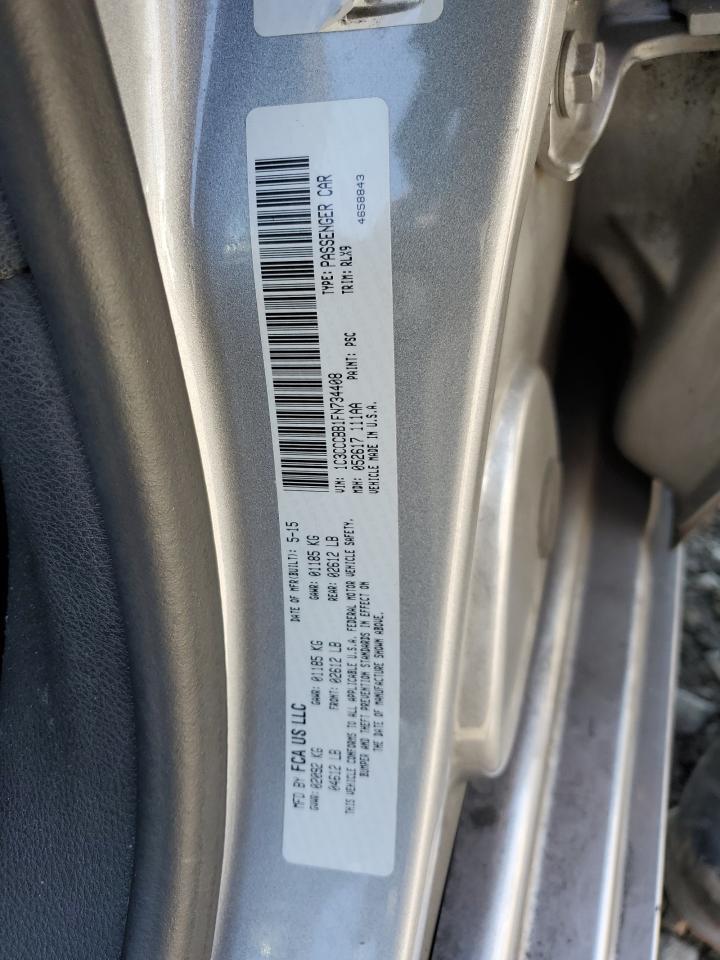 MFD BY FCA US LLC DATE OF MFR(BUILT): 5-15
GVWR: 02092 KG GAWR: 01185 KG GAWR: 01185 KG
04612 LB FRONT: 02612 LB REAR: 02612 LB
THIS VEHICLE CONFORMS TO ALL APPLICABLE U.S.A. FEDERAL MOTOR VEHICLE SAFETY,
BUMPER AND THEFT PREVENTION STANDARDS IN EFFECT ON
THE DATE OF MANUFACTURE SHOWN ABOVE.
VIN: 1C3CCCBB1FN734408 TYPE: PASSENGER CAR
MDH: 052617 111AA PAINT: PSC TRIM: RLX9
VEHICLE MADE IN U.S.A. 4658843